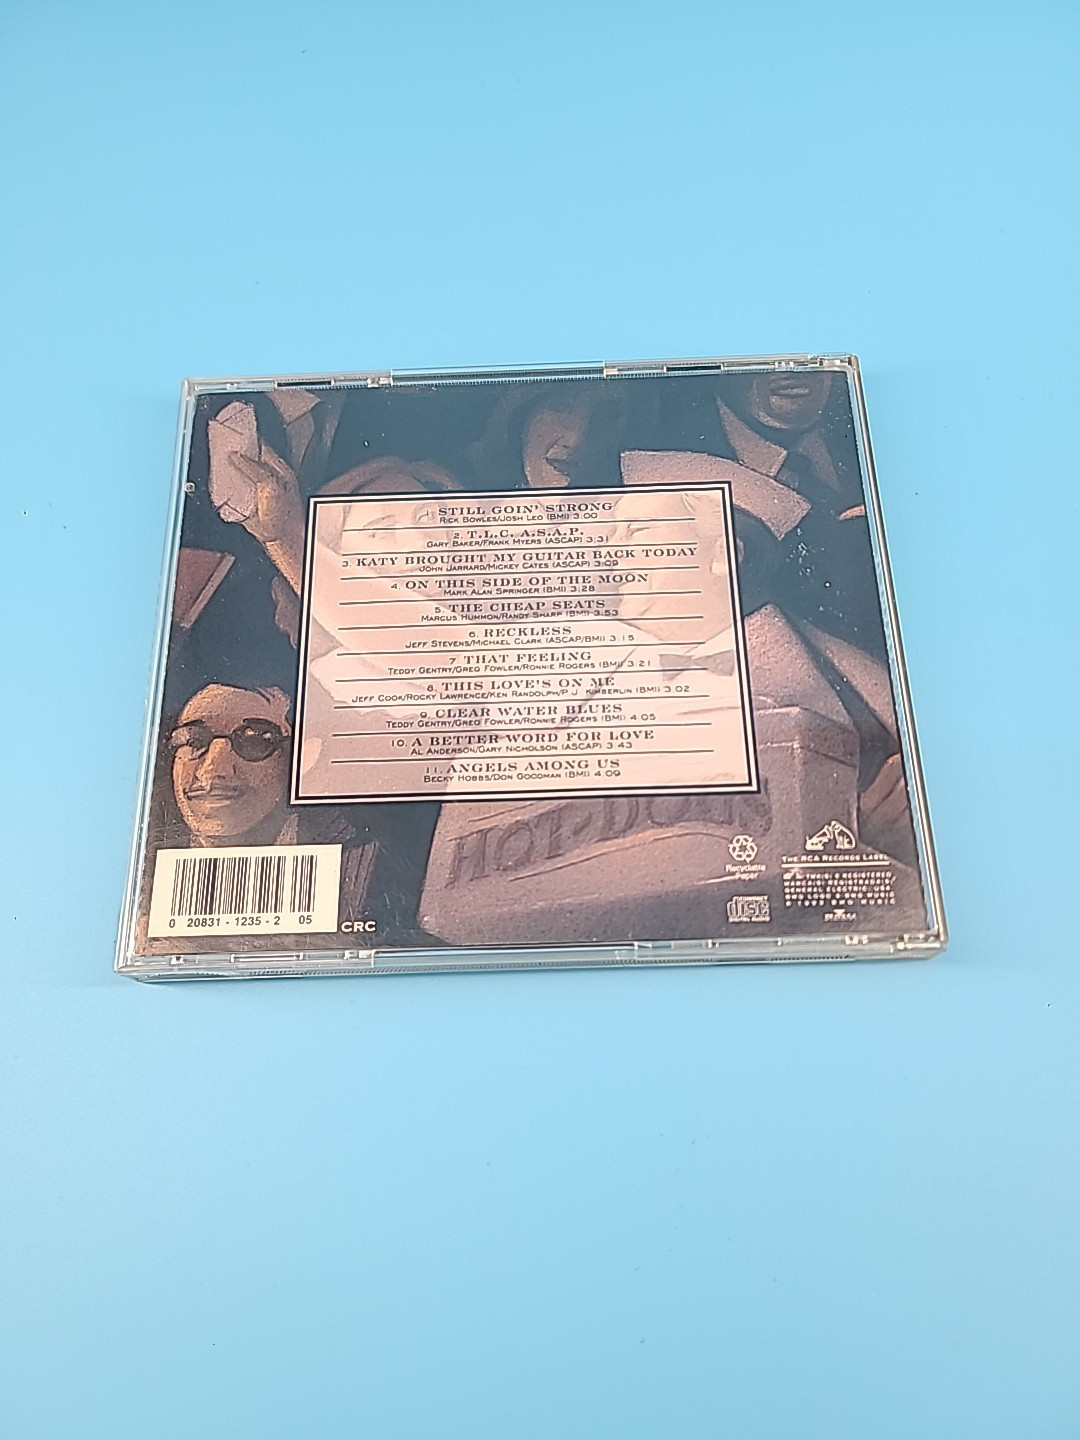 1. STILL GOIN' STRONG
RICK BOWLES/JOSH LEO (BMI) 3:00
2. T.L.C. A.S.A.P.
GARY BAKER/FRANK MYERS (ASCAP) 3:31
3. KATY BROUGHT MY GUITAR BACK TODAY
JOHN JARRARD/MICKEY CATES (ASCAP) 3:09
4. ON THIS SIDE OF THE MOON
MARK ALAN SPRINGER (BMI) 3:28
5. THE CHEAP SEATS
MARCUS HUMMON/RANDY SHARP (BMI) 3:53
6. RECKLESS
JEFF STEVENS/MICHAEL CLARK (ASCAP/BMI) 3:15
7. THAT FEELING
TEDDY GENTRY/GREG FOWLER/RONNIE ROGERS (BMI) 3:21
8. THIS LOVE'S ON ME
JEFF COOK/ROCKY LAWRENCE/KEN RANDOLPH/P.J. KIMBERLIN (BMI) 3:02
9. CLEAR WATER BLUES
TEDDY GENTRY/GREG FOWLER/RONNIE ROGERS (BMI) 4:05
10. A BETTER WORD FOR LOVE
AL ANDERSON/GARY NICHOLSON (ASCAP) 3:43
11. ANGELS AMONG US
BECKY HOBBS/DON GOODMAN (BMI) 4:09
HOT-DOGS
Recyclable
Paper
THE RCA RECORDS LABEL
COMPACT
disc
DIGITAL AUDIO
0 20831-1235-2 05
CRC